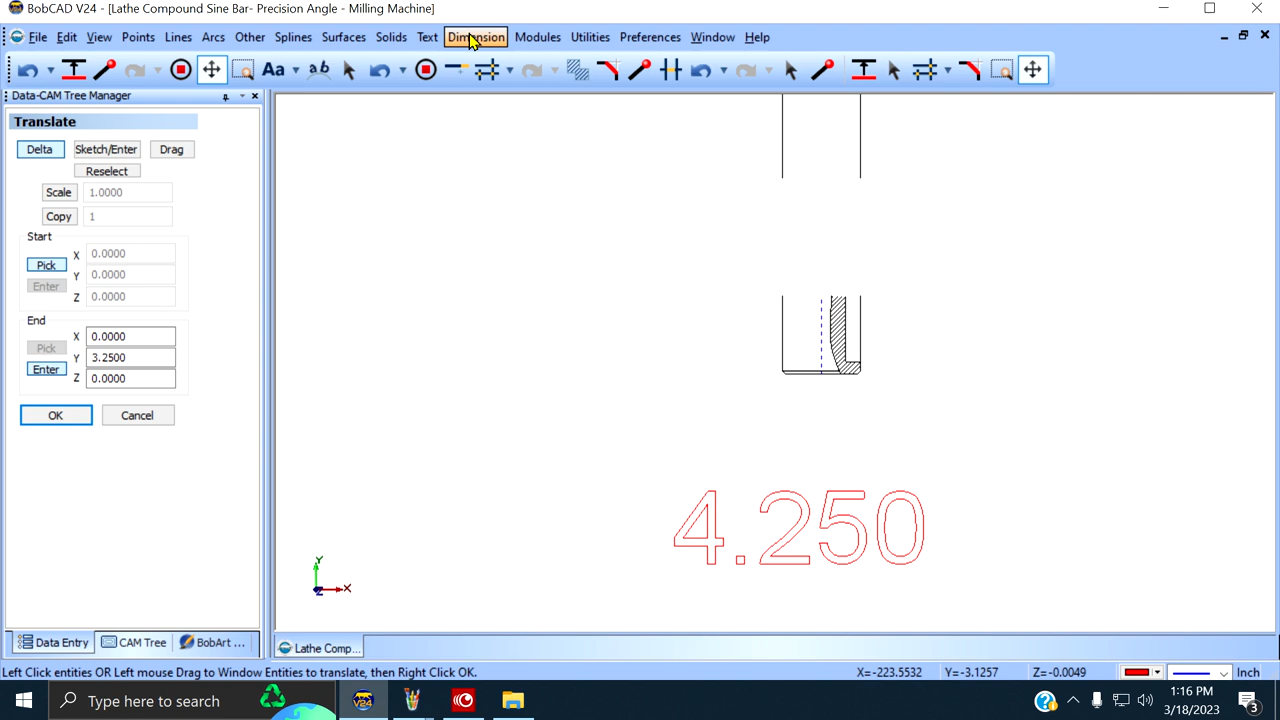 BobCAD V24 - [Lathe Compound Sine Bar- Precision Angle - Milling Machine]
File Edit View Points Lines Arcs Other Splines Surfaces Solids Text Dimension Modules Utilities Preferences Window Help
Aa ab
Data-CAM Tree Manager
Translate
Delta Sketch/Enter Drag
Reselect
Scale 1.0000
Copy 1
Start
Pick X 0.0000
Y 0.0000
Enter
Z 0.0000
End
X 0.0000
Pick
Y 3.2500
Enter
Z 0.0000
OK Cancel
4.250
Y
Z X
Data Entry CAM Tree BobArt ... Lathe Comp...
Left Click entities OR Left mouse Drag to Window Entities to translate, then Right Click OK. X=-223.5532 Y=-3.1257 Z=-0.0049 Inch
Type here to search V24 1:16 PM
3/18/2023 3